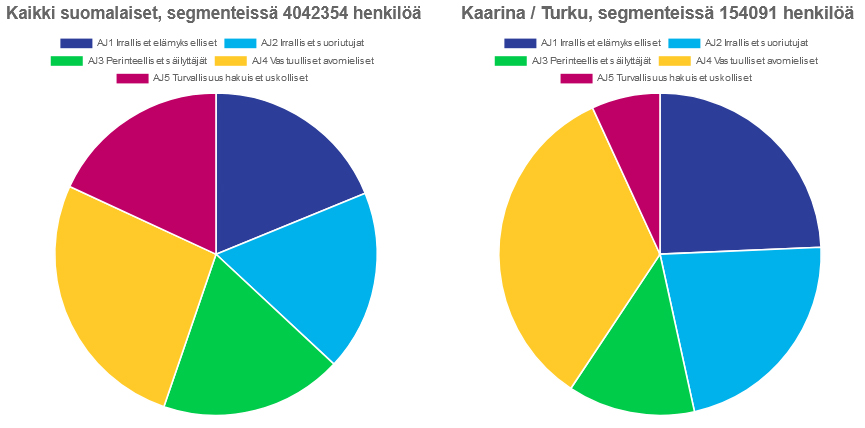 Kaikki suomalaiset, segmenteissä 4042354 henkilöä
AJ1 Irralliset elämykselliset AJ2 Irralliset suoriutujat
AJ3 Perinteelliset säilyttäjät AJ4 Vastuulliset avomieliset
AJ5 Turvallisuushakuiset uskolliset
Kaarina / Turku, segmenteissä 154091 henkilöä
AJ1 Irralliset elämykselliset AJ2 Irralliset suoriutujat
AJ3 Perinteelliset säilyttäjät AJ4 Vastuulliset avomieliset
AJ5 Turvallisuushakuiset uskolliset